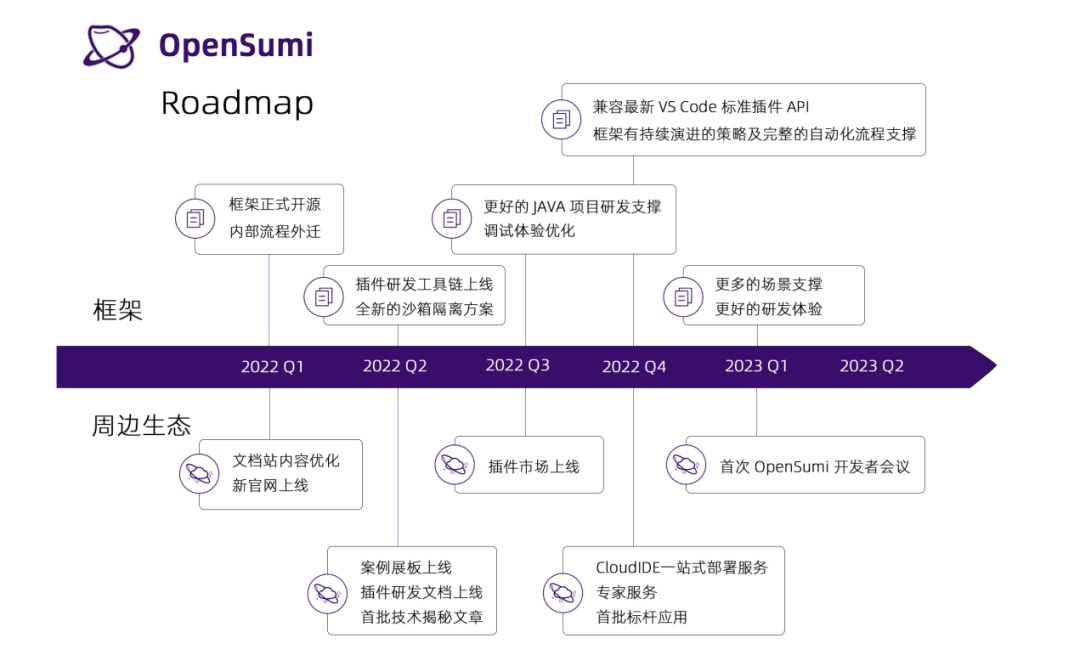 OpenSumi
Roadmap
兼容最新 VS Code 标准插件 API
框架有持续演进的策略及完整的自动化流程支撑
框架正式开源
内部流程外迁
更好的 JAVA 项目研发支撑
调试体验优化
插件研发工具链上线
全新的沙箱隔离方案
更多的场景支撑
更好的研发体验
框架
2022 Q1
2022 Q2
2022 Q3
2022 Q4
2023 Q1
2023 Q2
周边生态
文档站内容优化
新官网上线
插件市场上线
首次 OpenSumi 开发者会议
案例展板上线
插件研发文档上线
首批技术揭秘文章
CloudIDE一站式部署服务
专家服务
首批标杆应用